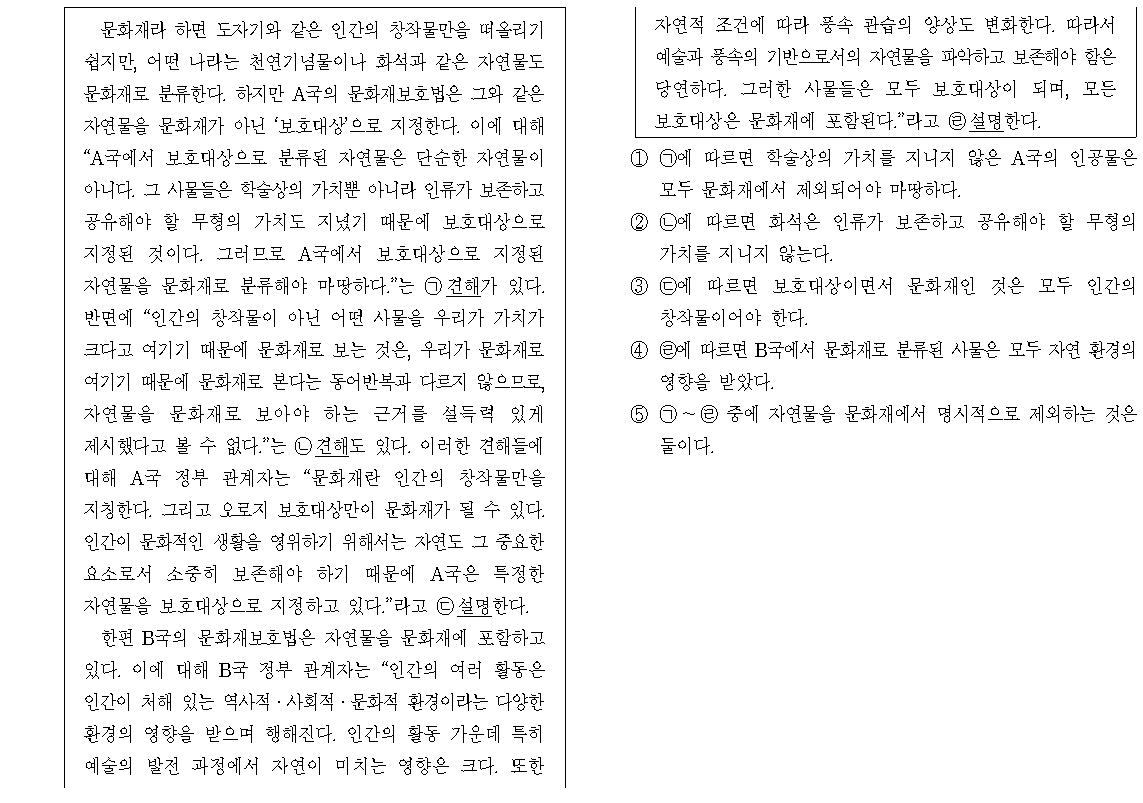 문화재라 하면 도자기와 같은 인간의 창작물만을 떠올리기
쉽지만, 어떤 나라는 천연기념물이나 화석과 같은 자연물도
문화재로 분류한다. 하지만 A국의 문화재보호법은 그와 같은
자연물을 문화재가 아닌 ‘보호대상’으로 지정한다. 이에 대해
“A국에서 보호대상으로 분류된 자연물은 단순한 자연물이
아니다. 그 사물들은 학술상의 가치뿐 아니라 인류가 보존하고
공유해야 할 무형의 가치도 지녔기 때문에 보호대상으로
지정된 것이다. 그러므로 A국에서 보호대상으로 지정된
자연물을 문화재로 분류해야 마땅하다.”는 ㉠견해가 있다.
반면에 “인간의 창작물이 아닌 어떤 사물을 우리가 가치가
크다고 여기기 때문에 문화재로 보는 것은, 우리가 문화재로
여기기 때문에 문화재로 본다는 동어반복과 다르지 않으므로,
자연물을 문화재로 보아야 하는 근거를 설득력 있게
제시했다고 볼 수 없다.”는 ㉡견해도 있다. 이러한 견해들에
대해 A국 정부 관계자는 “문화재란 인간의 창작물만을
지칭한다. 그리고 오로지 보호대상만이 문화재가 될 수 있다.
인간이 문화적인 생활을 영위하기 위해서는 자연도 그 중요한
요소로서 소중히 보존해야 하기 때문에 A국은 특정한
자연물을 보호대상으로 지정하고 있다.”라고 ㉢설명한다.
한편 B국의 문화재보호법은 자연물을 문화재에 포함하고
있다. 이에 대해 B국 정부 관계자는 “인간의 여러 활동은
인간이 처해 있는 역사적·사회적·문화적 환경이라는 다양한
환경의 영향을 받으며 행해진다. 인간의 활동 가운데 특히
예술의 발전 과정에서 자연이 미치는 영향은 크다. 또한
자연적 조건에 따라 풍속 관습의 양상도 변화한다. 따라서
예술과 풍속의 기반으로서의 자연물을 파악하고 보존해야 함은
당연하다. 그러한 사물들은 모두 보호대상이 되며, 모든
보호대상은 문화재에 포함된다.”라고 ㉣설명한다.
① ㉠에 따르면 학술상의 가치를 지니지 않은 A국의 인공물은
모두 문화재에서 제외되어야 마땅하다.
② ㉡에 따르면 화석은 인류가 보존하고 공유해야 할 무형의
가치를 지니지 않는다.
③ ㉢에 따르면 보호대상이면서 문화재인 것은 모두 인간의
창작물이어야 한다.
④ ㉣에 따르면 B국에서 문화재로 분류된 사물은 모두 자연 환경의
영향을 받았다.
⑤ ㉠~㉣ 중에 자연물을 문화재에서 명시적으로 제외하는 것은
둘이다.